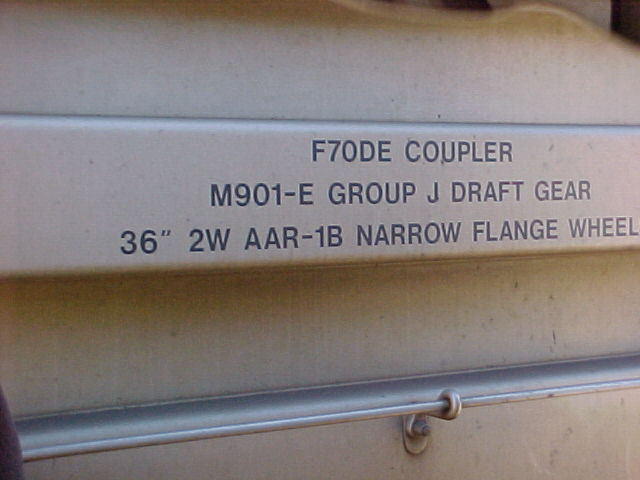 F70DE COUPLER
M901-E GROUP J DRAFT GEAR
36" 2W AAR-1B NARROW FLANGE WHEEL